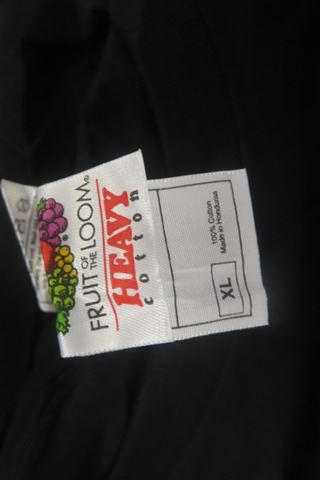 FRUIT OF THE LOOM®
HEAVY
cotton
100% Cotton
Made in Honduras
XL